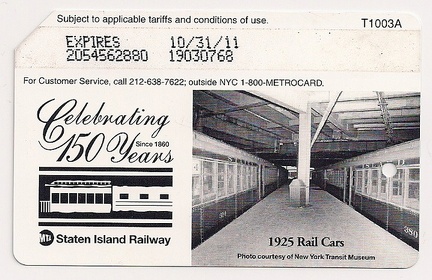 Subject to applicable tariffs and conditions of use.
T1003A
EXPIRES 10/31/11
2054562880 19030768
For Customer Service, call 212-638-7622; outside NYC 1-800-METROCARD.
Celebrating
150 Years
Since 1860
MTA Staten Island Railway
1925 Rail Cars
Photo courtesy of New York Transit Museum
380